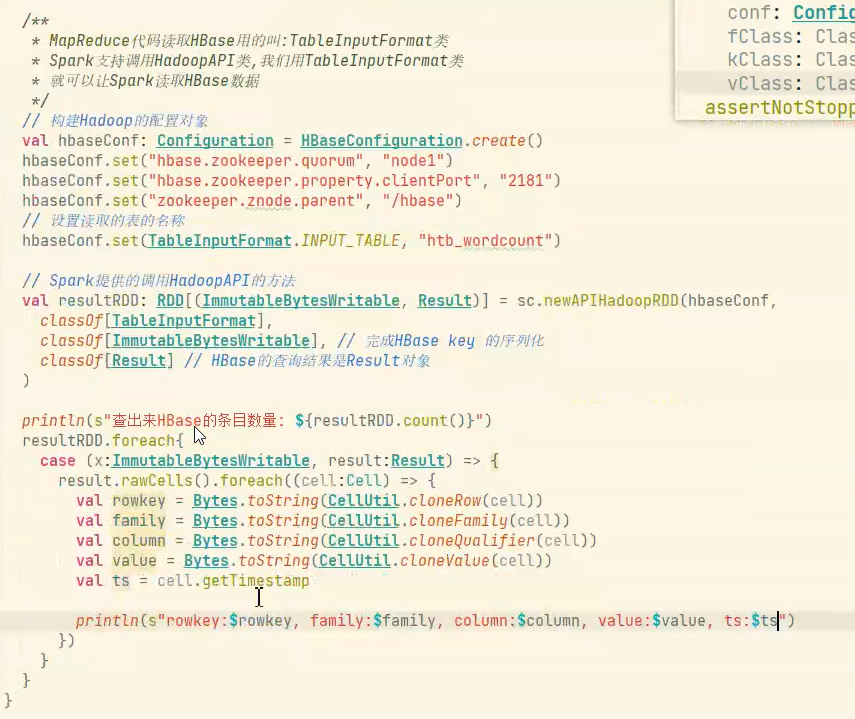 /**
 * MapReduce代码读取HBase用的叫:TableInputFormat类
 * Spark支持调用HadoopAPI类,我们用TableInputFormat类
 * 就可以让Spark读取HBase数据
 */
// 构建Hadoop的配置对象
val hbaseConf: Configuration = HBaseConfiguration.create()
hbaseConf.set("hbase.zookeeper.quorum", "node1")
hbaseConf.set("hbase.zookeeper.property.clientPort", "2181")
hbaseConf.set("zookeeper.znode.parent", "/hbase")
// 设置读取的表的名称
hbaseConf.set(TableInputFormat.INPUT_TABLE, "htb_wordcount")
// Spark提供的调用HadoopAPI的方法
val resultRDD: RDD[(ImmutableBytesWritable, Result)] = sc.newAPIHadoopRDD(hbaseConf,
  classOf[TableInputFormat],
  classOf[ImmutableBytesWritable], // 完成HBase key 的序列化
  classOf[Result] // HBase的查询结果是Result对象
)
println(s"查出来HBase的条目数量: ${resultRDD.count()}")
resultRDD.foreach{
  case (x:ImmutableBytesWritable, result:Result) => {
    result.rawCells().foreach((cell:Cell) => {
      val rowkey = Bytes.toString(CellUtil.cloneRow(cell))
      val family = Bytes.toString(CellUtil.cloneFamily(cell))
      val column = Bytes.toString(CellUtil.cloneQualifier(cell))
      val value = Bytes.toString(CellUtil.cloneValue(cell))
      val ts = cell.getTimestamp
      println(s"rowkey:$rowkey, family:$family, column:$column, value:$value, ts:$ts")
    })
  }
}
}
conf: Config
fClass: Clas
kClass: Clas
vClass: Clas
assertNotStopp